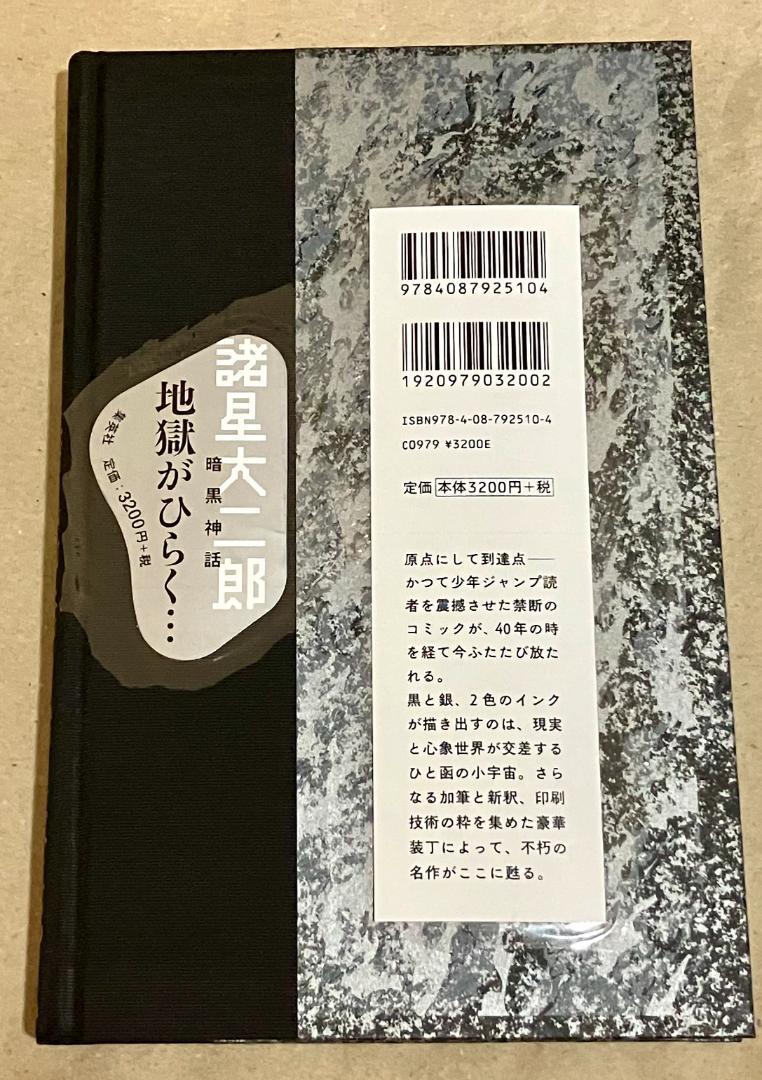 9784087925104
1920979032002
ISBN978-4-08-792510-4
C0979 ¥3200E
定価 本体3200円+税
原点にして到達点──
かつて少年ジャンプ読
者を震撼させた禁断の
コミックが、40年の時
を経て今ふたたび放た
れる。
黒と銀、2色のインク
が描き出すのは、現実
と心象世界が交差する
ひと函の小宇宙。さら
なる加筆と新釈、印刷
技術の粋を集めた豪華
装丁によって、不朽の
名作がここに甦る。
諸星大二郎
暗黒神話
地獄がひらく…
集英社 定価:3200円+税